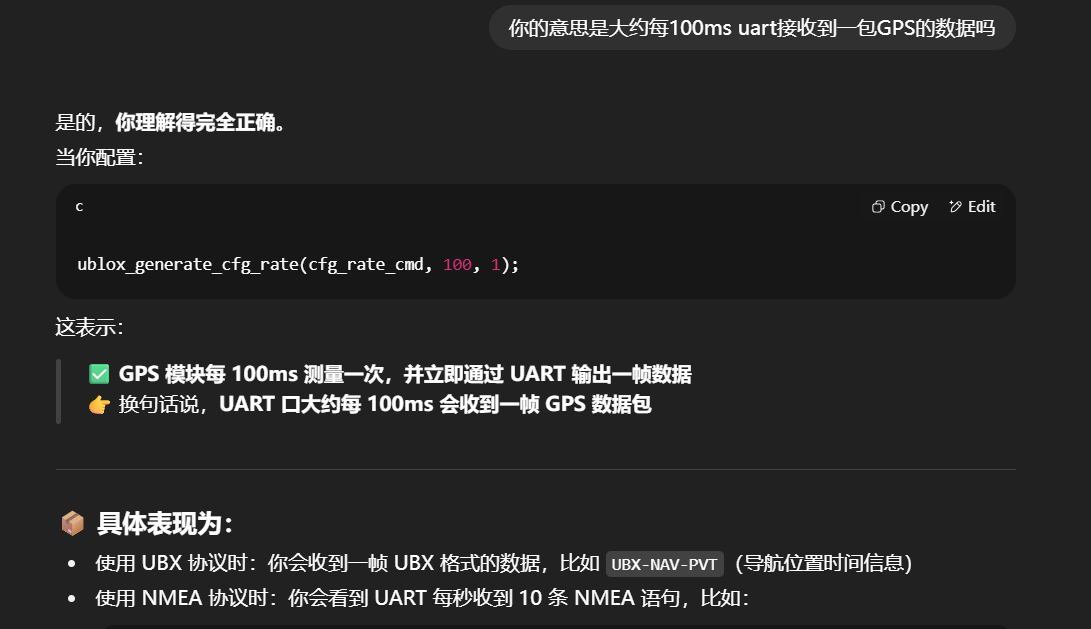 你的意思是大约每100ms uart接收到一包GPS的数据吗
是的，你理解得完全正确。
当你配置：
c
Copy
Edit
ublox_generate_cfg_rate(cfg_rate_cmd, 100, 1);
这表示：
✅ GPS 模块每 100ms 测量一次，并立即通过 UART 输出一帧数据
👉 换句话说，UART 口大约每 100ms 会收到一帧 GPS 数据包
📦 具体表现为：
• 使用 UBX 协议时：你会收到一帧 UBX 格式的数据，比如 UBX-NAV-PVT（导航位置时间信息）
• 使用 NMEA 协议时：你会看到 UART 每秒收到 10 条 NMEA 语句，比如：